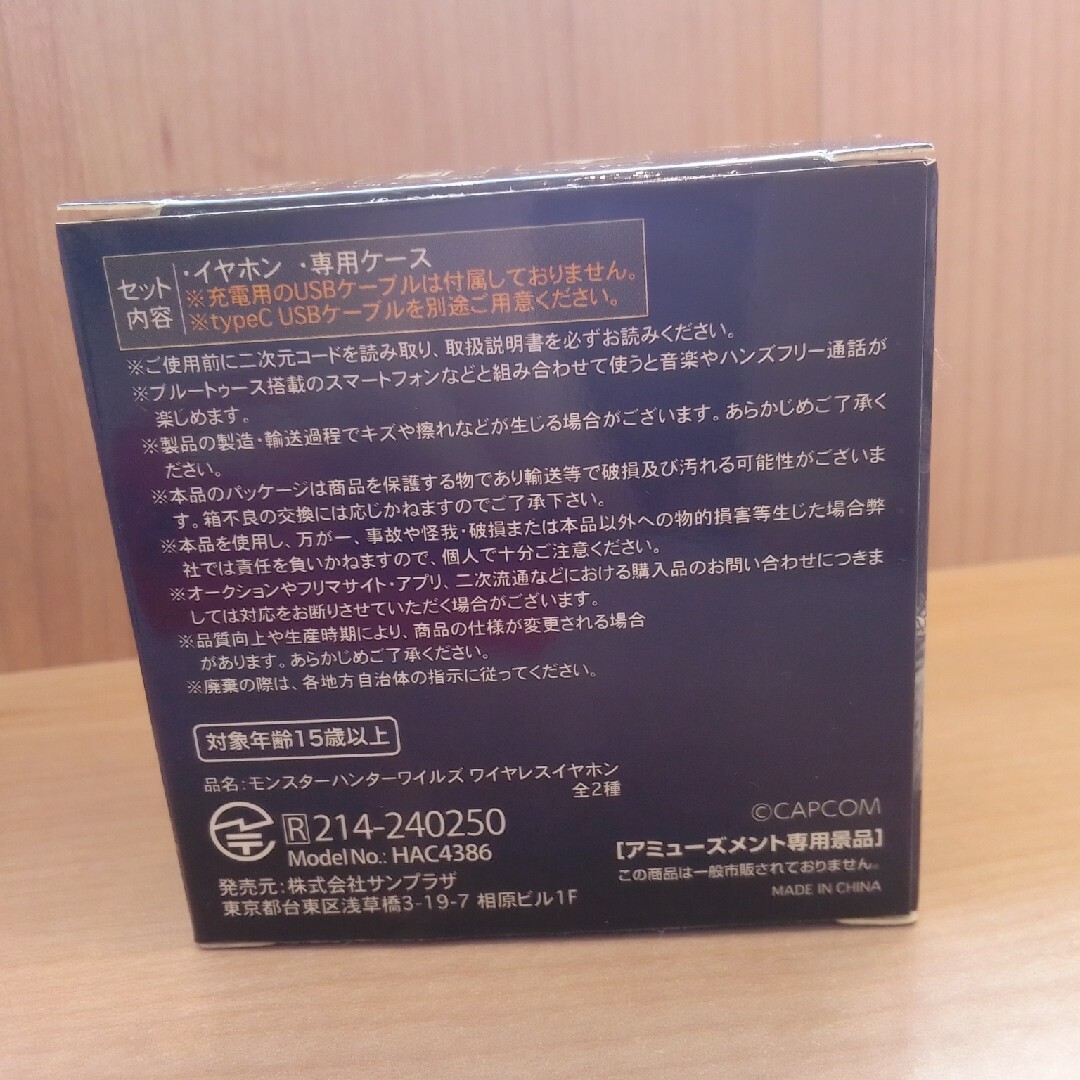 セット内容
・イヤホン ・専用ケース
※充電用のUSBケーブルは付属しておりません。
※typeC USBケーブルを別途ご用意ください。
※ご使用前に二次元コードを読み取り、取扱説明書を必ずお読みください。
※ブルートゥース搭載のスマートフォンなどと組み合わせて使うと音楽やハンズフリー通話が
楽しめます。
※製品の製造・輸送過程でキズや擦れなどが生じる場合がございます。あらかじめご了承く
ださい。
※本品のパッケージは商品を保護する物であり輸送等で破損及び汚れる可能性がございま
す。箱不良の交換には応じかねますのでご了承下さい。
※本品を使用し、万が一、事故や怪我・破損または本品以外への物的損害等生じた場合弊
社では責任を負いかねますので、個人で十分ご注意ください。
※オークションやフリマサイト・アプリ、二次流通などにおける購入品のお問い合わせにつきま
しては対応をお断りさせていただく場合がございます。
※品質向上や生産時期により、商品の仕様が変更される場合
があります。あらかじめご了承ください。
※廃棄の際は、各地方自治体の指示に従ってください。
対象年齢15歳以上
品名：モンスターハンターワイルズ ワイヤレスイヤホン
全2種
R 214-240250
Model No.: HAC4386
発売元：株式会社サンプラザ
東京都台東区浅草橋3-19-7 相原ビル1F
©CAPCOM
【アミューズメント専用景品】
この商品は一般市販されておりません。
MADE IN CHINA